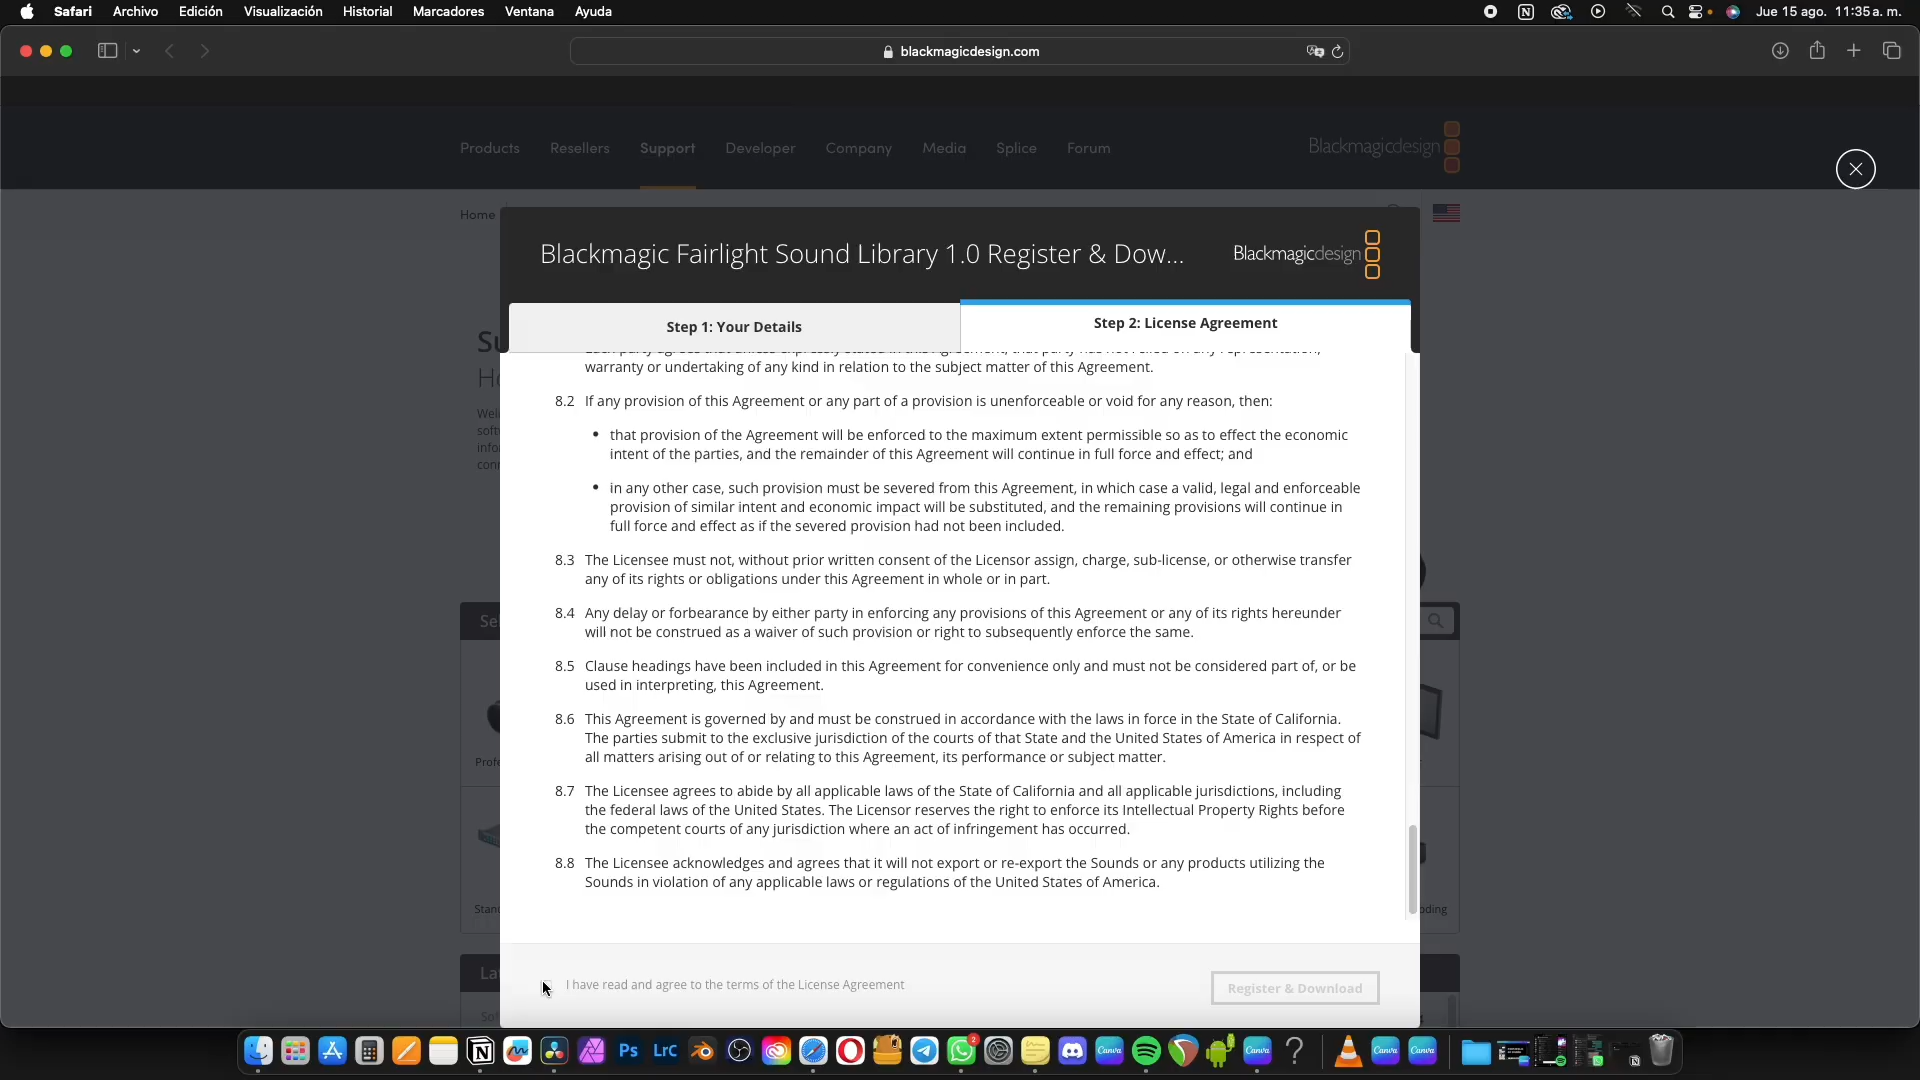 Safari Archivo Edición Visualización Historial Marcadores Ventana Ayuda Jue 15 ago. 11:35 a. m.
blackmagicdesign.com
Products Resellers Support Developer Company Media Splice Forum Blackmagicdesign
Home
Blackmagic Fairlight Sound Library 1.0 Register & Dow... Blackmagicdesign
Step 1: Your Details Step 2: License Agreement
warranty or undertaking of any kind in relation to the subject matter of this Agreement.
8.2 If any provision of this Agreement or any part of a provision is unenforceable or void for any reason, then:
• that provision of the Agreement will be enforced to the maximum extent permissible so as to effect the economic
intent of the parties, and the remainder of this Agreement will continue in full force and effect; and
• in any other case, such provision must be severed from this Agreement, in which case a valid, legal and enforceable
provision of similar intent and economic impact will be substituted, and the remaining provisions will continue in
full force and effect as if the severed provision had not been included.
8.3 The Licensee must not, without prior written consent of the Licensor assign, charge, sub-license, or otherwise transfer
any of its rights or obligations under this Agreement in whole or in part.
8.4 Any delay or forbearance by either party in enforcing any provisions of this Agreement or any of its rights hereunder
will not be construed as a waiver of such provision or right to subsequently enforce the same.
8.5 Clause headings have been included in this Agreement for convenience only and must not be considered part of, or be
used in interpreting, this Agreement.
8.6 This Agreement is governed by and must be construed in accordance with the laws in force in the State of California.
The parties submit to the exclusive jurisdiction of the courts of that State and the United States of America in respect of
all matters arising out of or relating to this Agreement, its performance or subject matter.
8.7 The Licensee agrees to abide by all applicable laws of the State of California and all applicable jurisdictions, including
the federal laws of the United States. The Licensor reserves the right to enforce its Intellectual Property Rights before
the competent courts of any jurisdiction where an act of infringement has occurred.
8.8 The Licensee acknowledges and agrees that it will not export or re-export the Sounds or any products utilizing the
Sounds in violation of any applicable laws or regulations of the United States of America.
I have read and agree to the terms of the License Agreement Register & Download
Ps LrC 2 Canva Canva Canva Canva